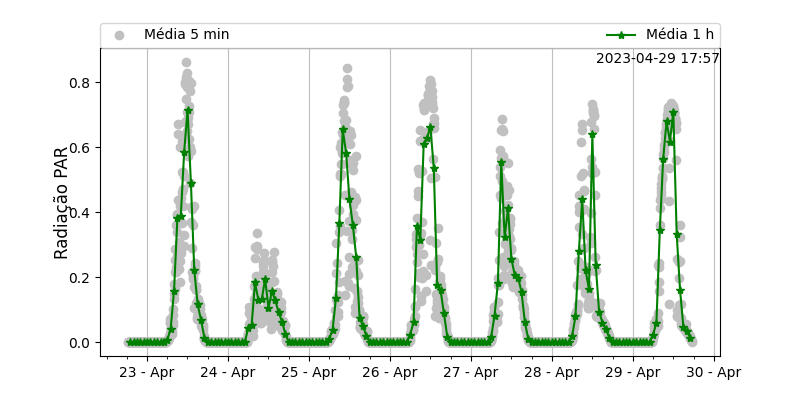 Média 5 min
Média 1 h
2023-04-29 17:57
Radiação PAR
0.8
0.6
0.4
0.2
0.0
23 - Apr
24 - Apr
25 - Apr
26 - Apr
27 - Apr
28 - Apr
29 - Apr
30 - Apr